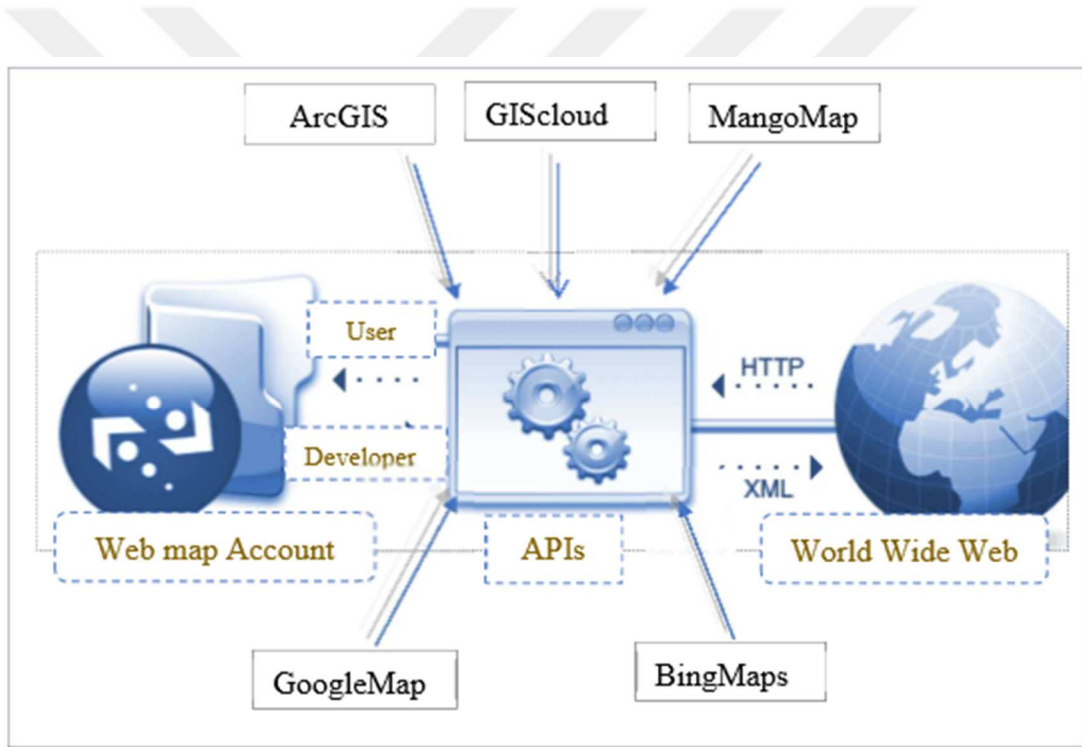 ArcGIS
GIScloud
MangoMap
User
HTTP
Developer
XML
Web map Account
APIs
World Wide Web
GoogleMap
BingMaps